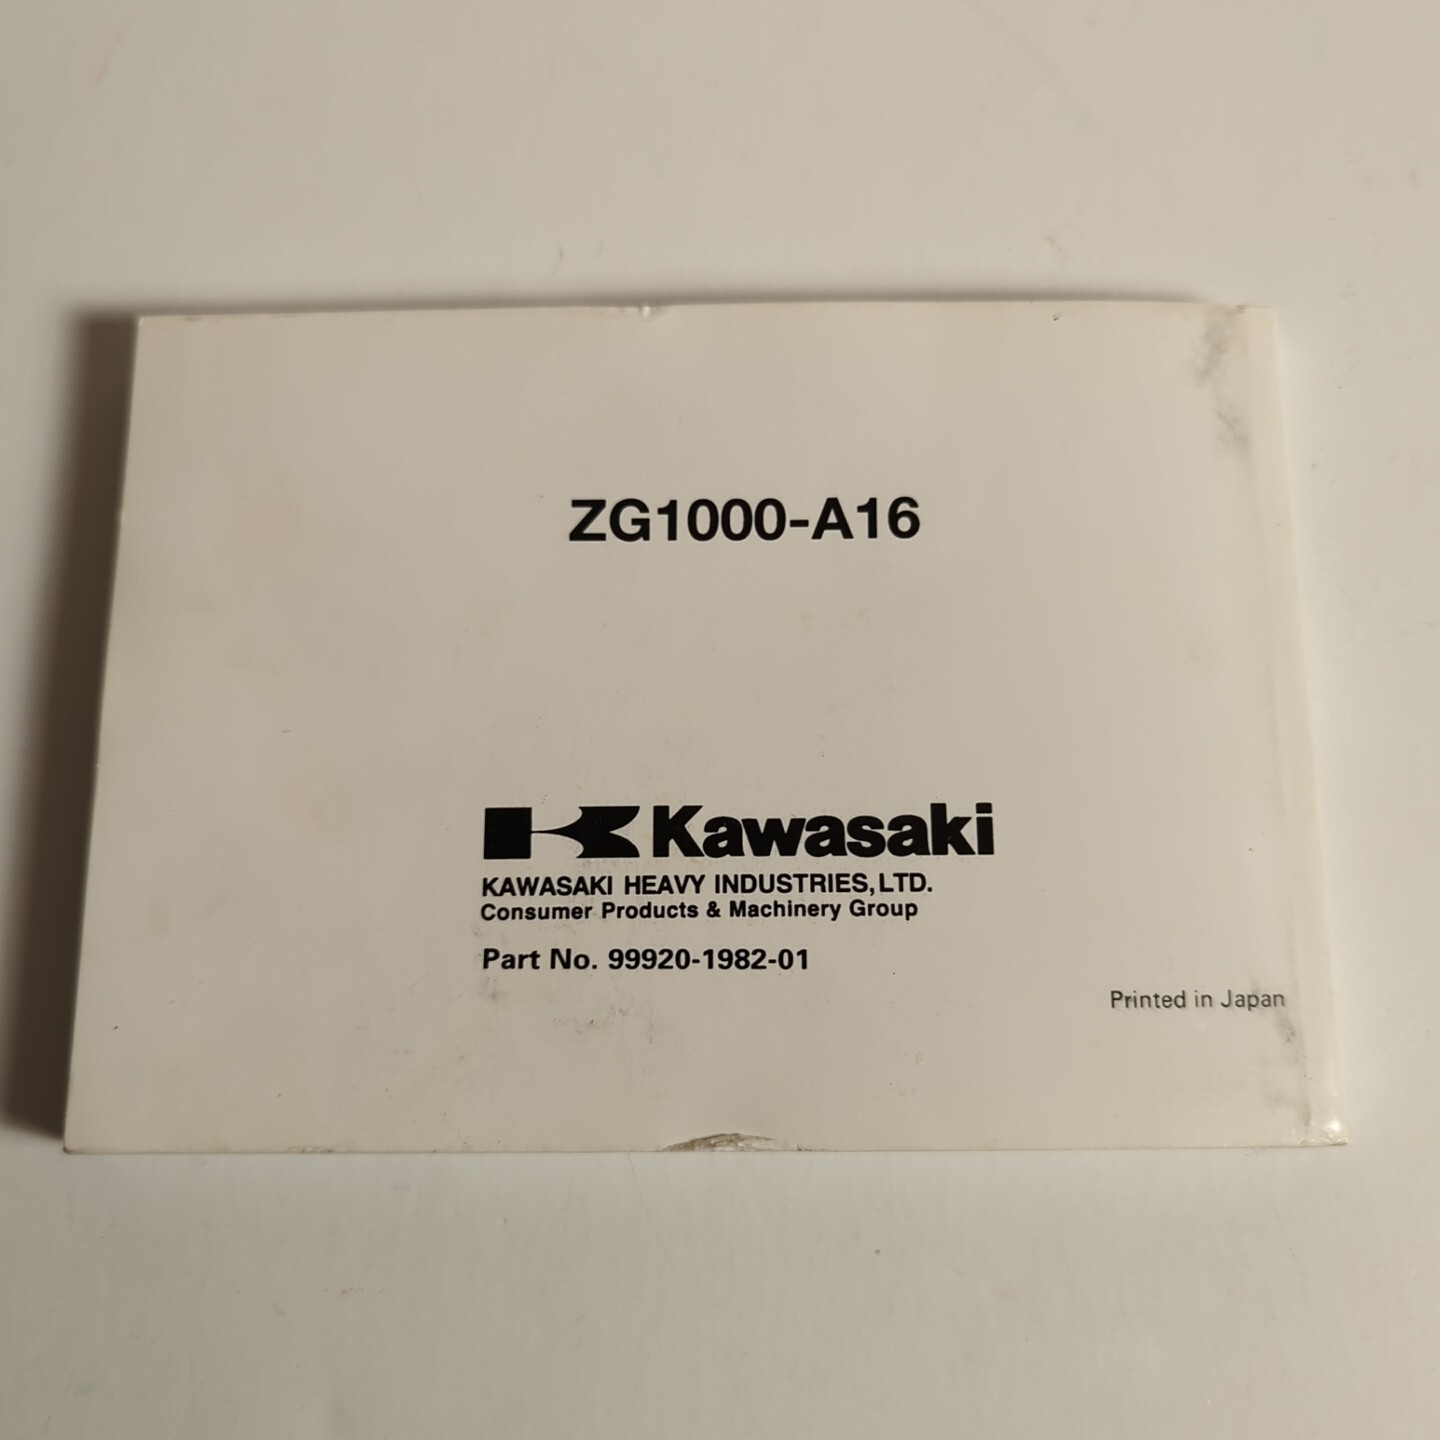 ZG1000-A16
Kawasaki
KAWASAKI HEAVY INDUSTRIES, LTD.
Consumer Products & Machinery Group
Part No. 99920-1982-01
Printed in Japan